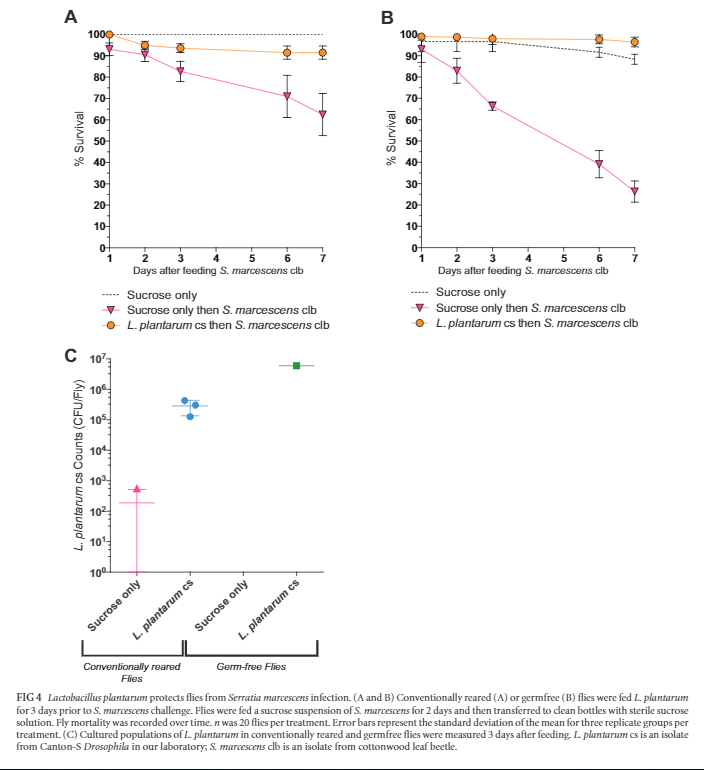 A
B
100
90
80
70
60
50
40
30
20
10
0
% Survival
1 2 3 4 5 6 7
Days after feeding S. marcescens clb
Sucrose only
Sucrose only then S. marcescens clb
L. plantarum cs then S. marcescens clb
100
90
80
70
60
50
40
30
20
10
0
% Survival
1 2 3 4 5 6 7
Days after feeding S. marcescens clb
Sucrose only
Sucrose only then S. marcescens clb
L. plantarum cs then S. marcescens clb
C
10⁷
10⁶
10⁵
10⁴
10³
10²
10¹
10⁰
L. plantarum cs Counts (CFU/Fly)
Sucrose only
L. plantarum cs
Sucrose only
L. plantarum cs
Conventionally reared
Flies
Germ-free Flies
FIG 4 Lactobacillus plantarum protects flies from Serratia marcescens infection. (A and B) Conventionally reared (A) or germfree (B) flies were fed L. plantarum
for 3 days prior to S. marcescens challenge. Flies were fed a sucrose suspension of S. marcescens for 2 days and then transferred to clean bottles with sterile sucrose
solution. Fly mortality was recorded over time. n was 20 flies per treatment. Error bars represent the standard deviation of the mean for three replicate groups per
treatment. (C) Cultured populations of L. plantarum in conventionally reared and germfree flies were measured 3 days after feeding. L. plantarum cs is an isolate
from Canton-S Drosophila in our laboratory; S. marcescens clb is an isolate from cottonwood leaf beetle.